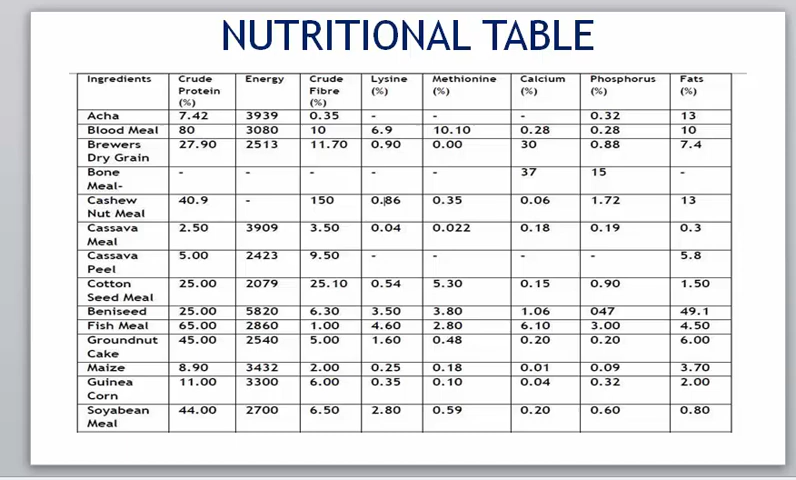 NUTRITIONAL TABLE
Ingredients Crude Protein (%) Energy Crude Fibre (%) Lysine (%) Methionine (%) Calcium (%) Phosphorus (%) Fats (%)
Acha 7.42 3939 0.35 - - - 0.32 13
Blood Meal 80 3080 10 6.9 10.10 0.28 0.28 10
Brewers Dry Grain 27.90 2513 11.70 0.90 0.00 30 0.88 7.4
Bone Meal- - - - - - 37 15 -
Cashew Nut Meal 40.9 - 150 0.86 0.35 0.06 1.72 13
Cassava Meal 2.50 3909 3.50 0.04 0.022 0.18 0.19 0.3
Cassava Peel 5.00 2423 9.50 - - - - 5.8
Cotton Seed Meal 25.00 2079 25.10 0.54 5.30 0.15 0.90 1.50
Beniseed 25.00 5820 6.30 3.50 3.80 1.06 047 49.1
Fish Meal 65.00 2860 1.00 4.60 2.80 6.10 3.00 4.50
Groundnut Cake 45.00 2540 5.00 1.60 0.48 0.20 0.20 6.00
Maize 8.90 3432 2.00 0.25 0.18 0.01 0.09 3.70
Guinea Corn 11.00 3300 6.00 0.35 0.10 0.04 0.32 2.00
Soyabean Meal 44.00 2700 6.50 2.80 0.59 0.20 0.60 0.80